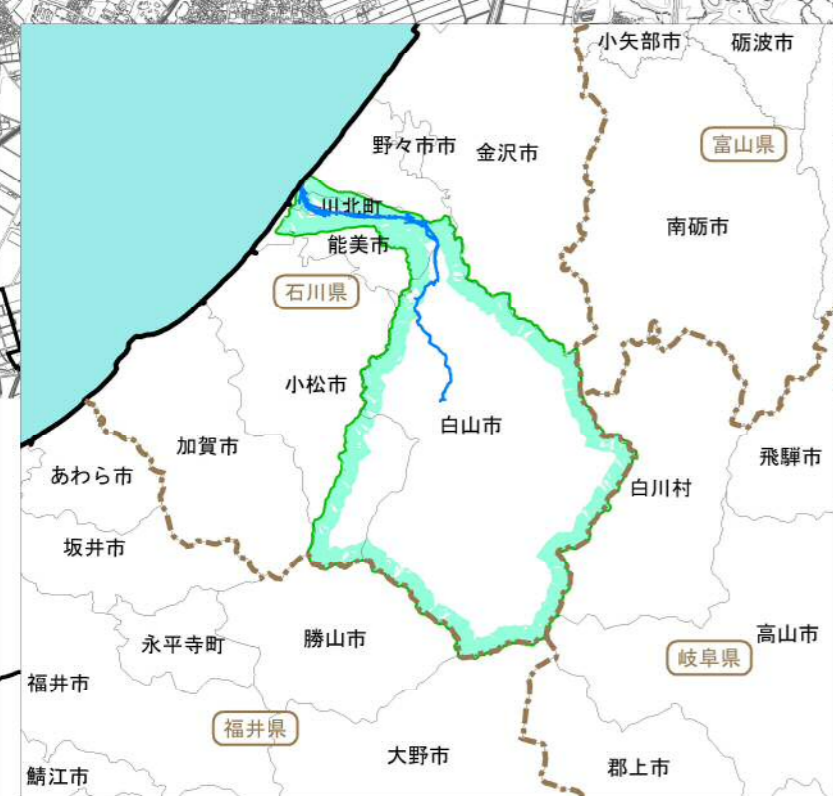 小矢部市
砺波市
野々市市
金沢市
富山県
川北町
南砺市
能美市
石川県
小松市
白山市
加賀市
飛騨市
あわら市
白川村
坂井市
高山市
勝山市
永平寺町
岐阜県
福井市
福井県
大野市
郡上市
鯖江市